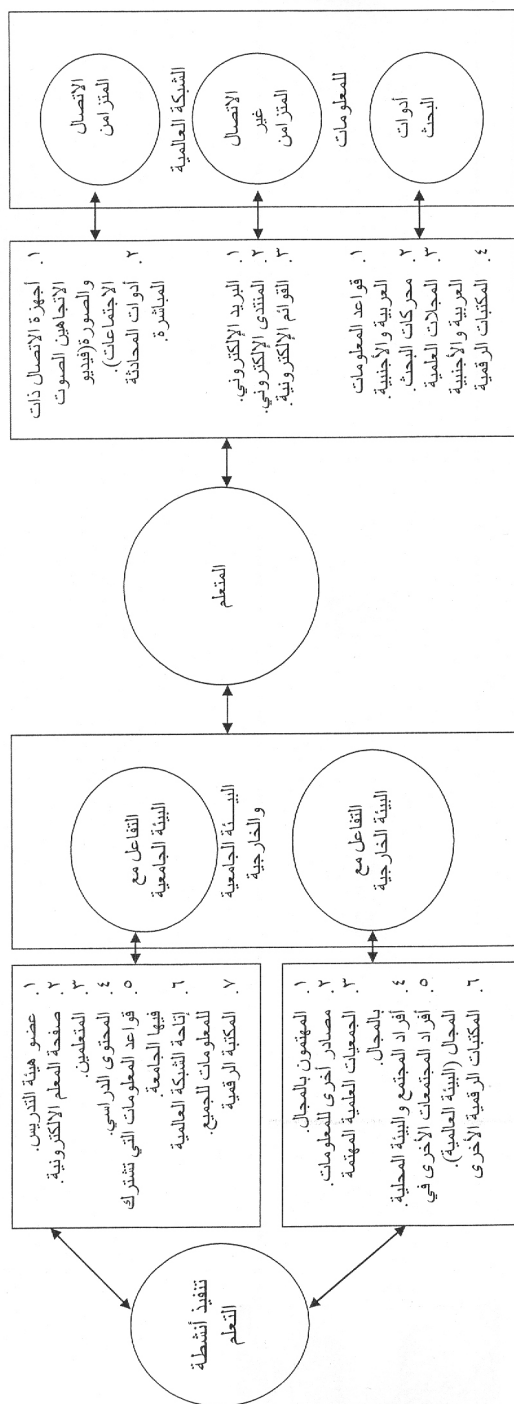 الاتصال
المتزامن
الشبكة العالمية
الاتصال
غير
المتزامن
للمعلومات
أدوات
البحث
١. أجهزة الاتصال ذات
الاتجاهين الصوت
والصورة(فيديو
الاجتماعات).
٢. أدوات المحادثة
المباشرة.
١. البريد الإلكتروني.
٢. المنتدى الإلكتروني.
٣. القوائم الإلكترونية.
١. قواعد المعلومات
العربية والأجنبية.
٢. محركات البحث.
٣. المجلات العلمية
العربية والأجنبية
٤. المكتبات الرقمية
المتعلم
التفاعل مع
البيئة الجامعية
البيئة الجامعية
والخارجية
التفاعل مع
البيئة الخارجية
١. عضو هيئة التدريس.
٢. صفحة المعلم الإلكترونية.
٣. المتعلمين.
٤. المحتوى الدراسي.
٥. قواعد المعلومات التي تشترك
فيها الجامعة.
٦. إتاحة الشبكة العالمية
للمعلومات للجميع.
٧. المكتبة الرقمية
١. المهتمون بالمجال.
٢. مصادر أخرى للمعلومات.
٣. الجمعيات العلمية المهتمة
بالمجال.
٤. أفراد المجتمع والبيئة المحلية.
٥. أفراد المجتمعات الأخرى في
المجال (البيئة العالمية).
٦. المكتبات الرقمية الأخرى
تنفيذ أنشطة
التعلم